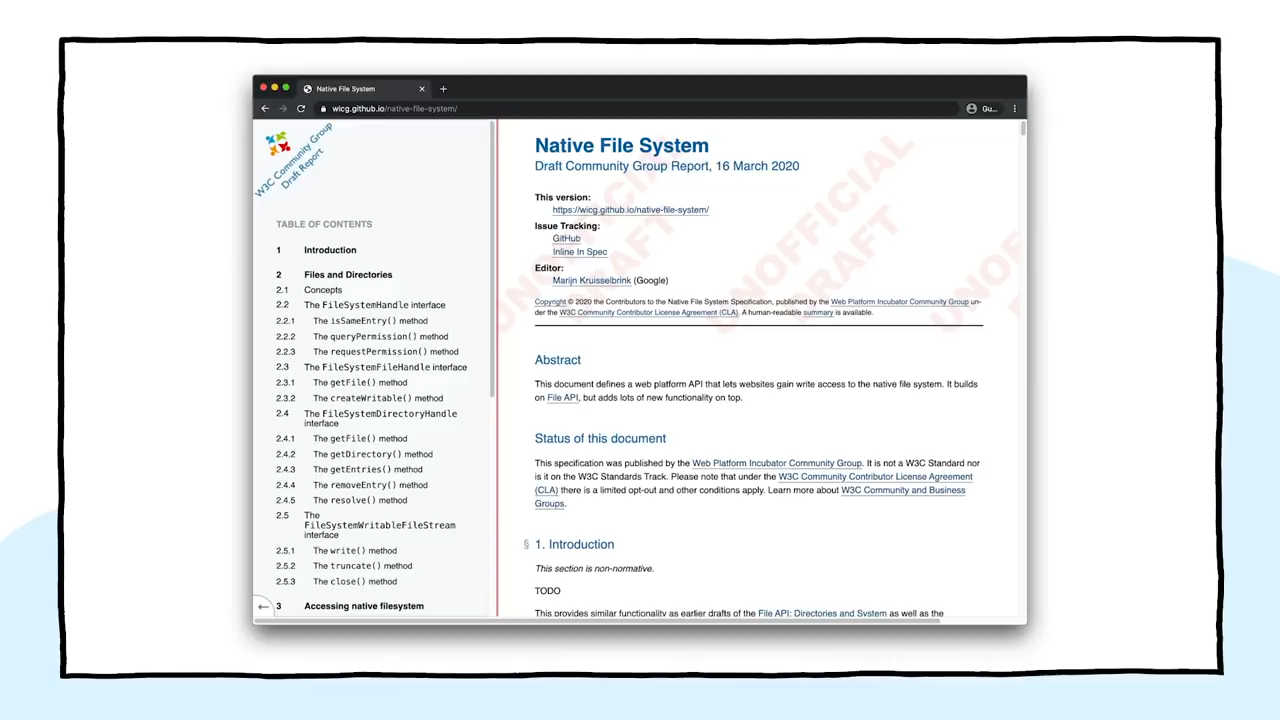 Native File System
wicg.github.io/native-file-system/
Gu...
W3C Community Group
Draft Report
TABLE OF CONTENTS
1 Introduction
2 Files and Directories
2.1 Concepts
2.2 The FileSystemHandle interface
2.2.1 The isSameEntry() method
2.2.2 The queryPermission() method
2.2.3 The requestPermission() method
2.3 The FileSystemFileHandle interface
2.3.1 The getFile() method
2.3.2 The createWritable() method
2.4 The FileSystemDirectoryHandle
interface
2.4.1 The getFile() method
2.4.2 The getDirectory() method
2.4.3 The getEntries() method
2.4.4 The removeEntry() method
2.4.5 The resolve() method
2.5 The
FileSystemWritableFileStream
interface
2.5.1 The write() method
2.5.2 The truncate() method
2.5.3 The close() method
3 Accessing native filesystem
Native File System
Draft Community Group Report, 16 March 2020
This version:
https://wicg.github.io/native-file-system/
Issue Tracking:
GitHub
Inline In Spec
Editor:
Marijn Kruisselbrink (Google)
Copyright © 2020 the Contributors to the Native File System Specification, published by the Web Platform Incubator Community Group un-
der the W3C Community Contributor License Agreement (CLA). A human-readable summary is available.
Abstract
This document defines a web platform API that lets websites gain write access to the native file system. It builds
on File API, but adds lots of new functionality on top.
Status of this document
This specification was published by the Web Platform Incubator Community Group. It is not a W3C Standard nor
is it on the W3C Standards Track. Please note that under the W3C Community Contributor License Agreement
(CLA) there is a limited opt-out and other conditions apply. Learn more about W3C Community and Business
Groups.
§ 1. Introduction
This section is non-normative.
TODO
This provides similar functionality as earlier drafts of the File API: Directories and System as well as the
UNOFFICIAL
DRAFT
UNOFFICIAL
DRAFT
UNOF